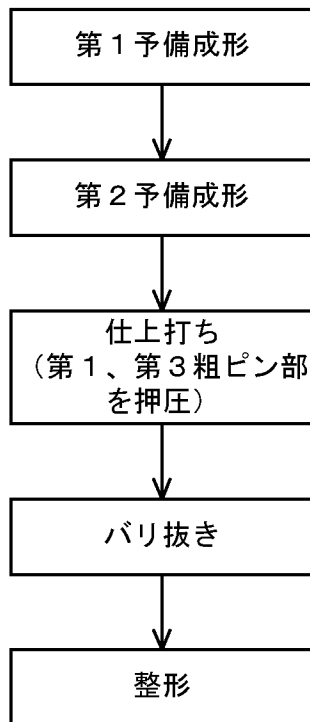 第１予備成形
第２予備成形
仕上打ち
（第１、第３粗ピン部
を押圧）
バリ抜き
整形